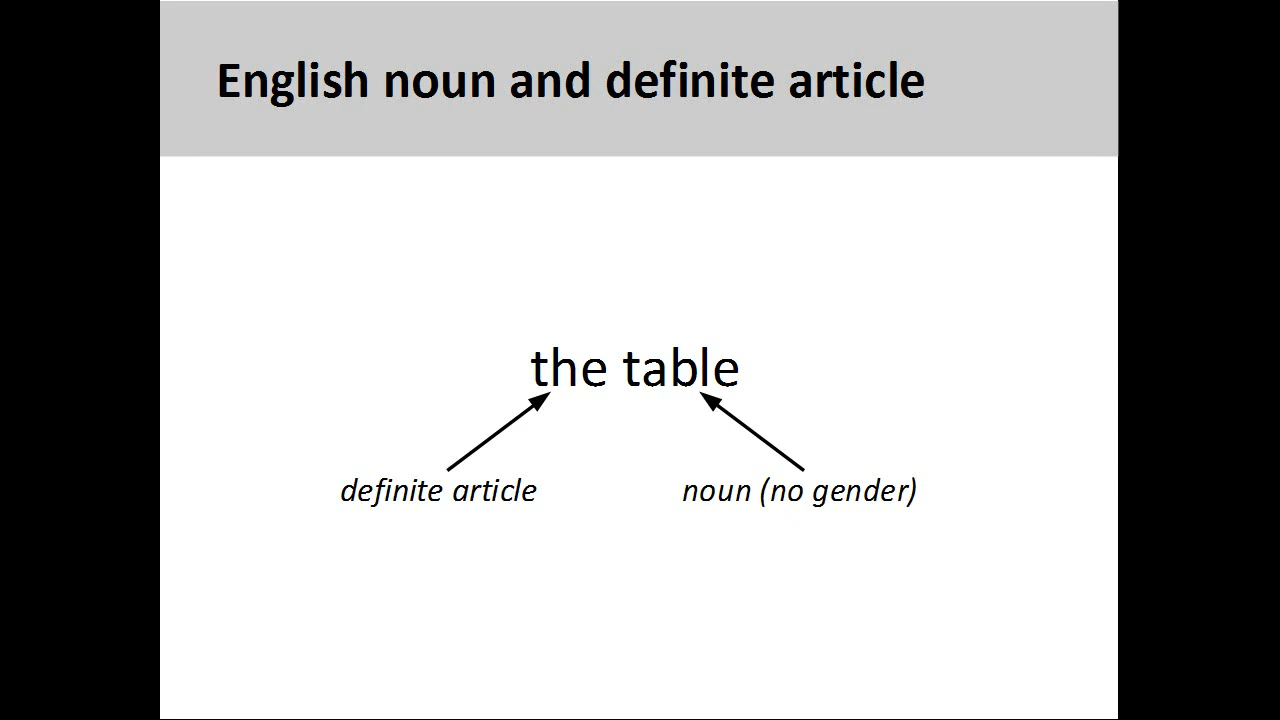 English noun and definite article
the table
definite article
noun (no gender)